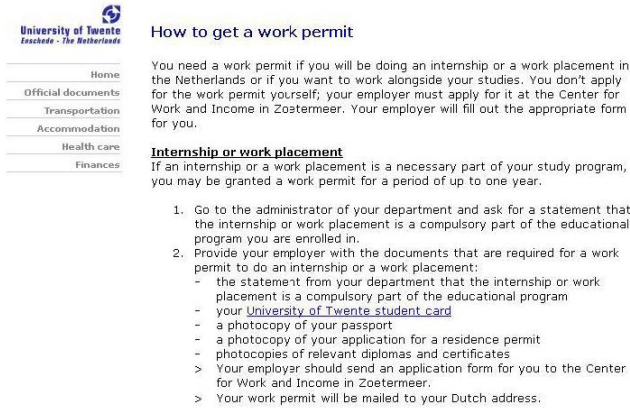 University of Twente
Enschede - The Netherlands
Home
Official documents
Transportation
Accommodation
Health care
Finances
How to get a work permit
You need a work permit if you will be doing an internship or a work placement in
the Netherlands or if you want to work alongside your studies. You don't apply
for the work permit yourself; your employer must apply for it at the Center for
Work and Income in Zoetermeer. Your employer will fill out the appropriate form
for you.
Internship or work placement
If an internship or a work placement is a necessary part of your study program,
you may be granted a work permit for a period of up to one year.
1. Go to the administrator of your department and ask for a statement that
the internship or work placement is a compulsory part of the educational
program you are enrolled in.
2. Provide your employer with the documents that are required for a work
permit to do an internship or a work placement:
- the statement from your department that the internship or work
placement is a compulsory part of the educational program
- your University of Twente student card
- a photocopy of your passport
- a photocopy of your application for a residence permit
- photocopies of relevant diplomas and certificates
> Your employer should send an application form for you to the Center
for Work and Income in Zoetermeer.
> Your work permit will be mailed to your Dutch address.